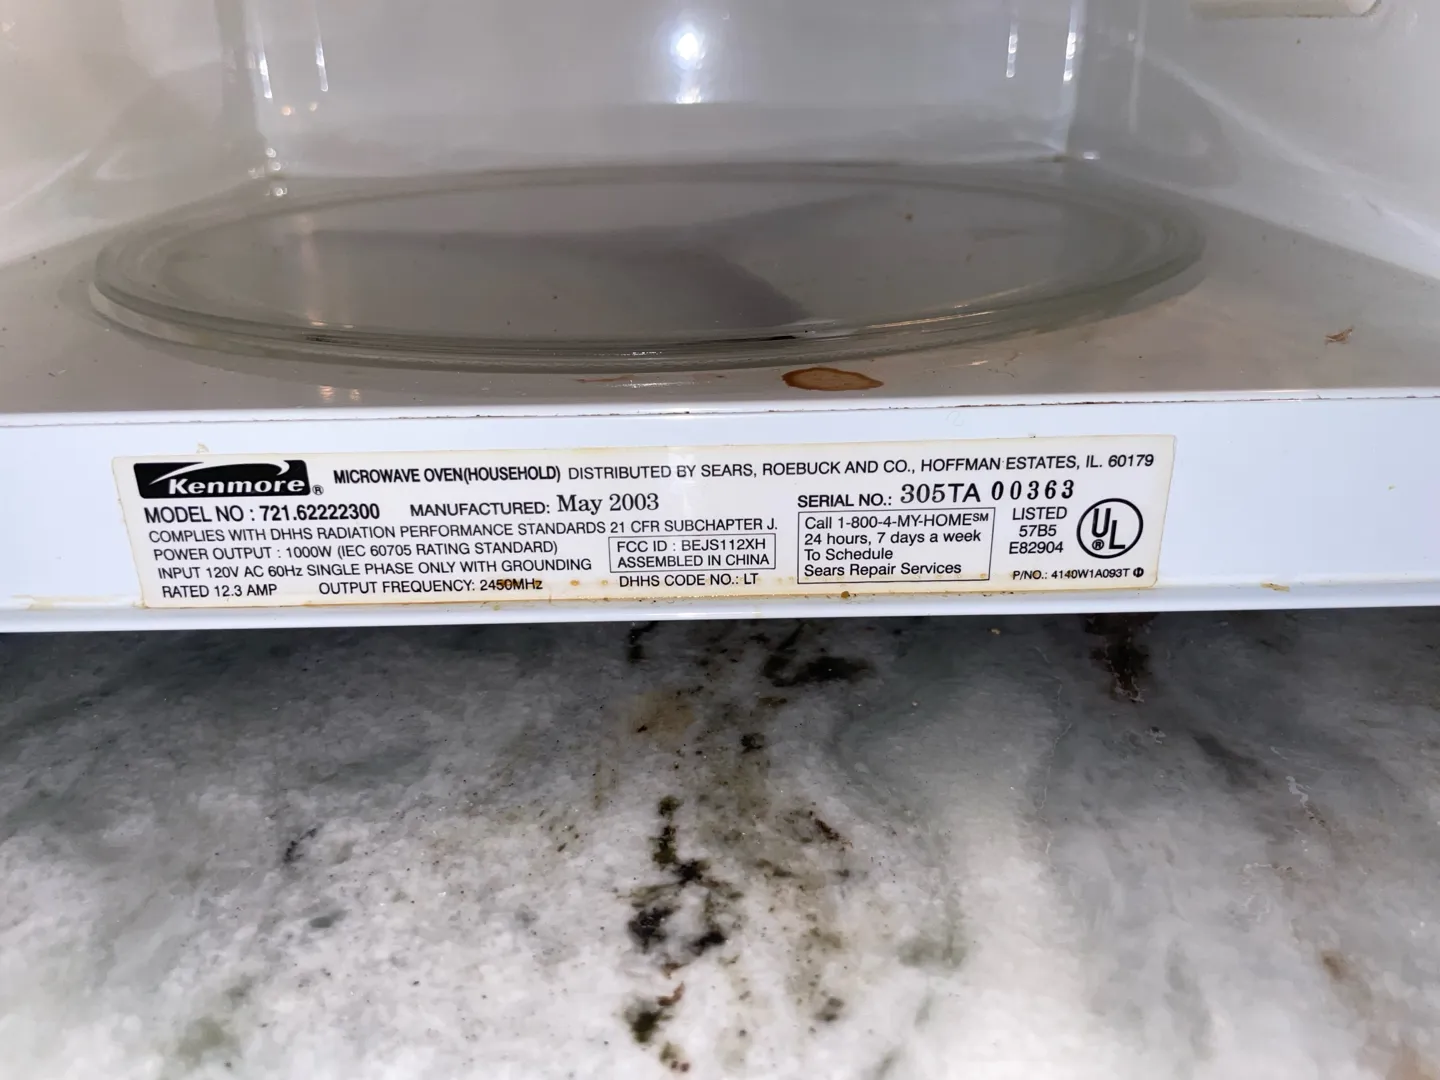 Kenmore®
MICROWAVE OVEN(HOUSEHOLD) DISTRIBUTED BY SEARS, ROEBUCK AND CO., HOFFMAN ESTATES, IL. 60179
MODEL NO : 721.62222300 MANUFACTURED: May 2003 SERIAL NO.: 305TA 00363
COMPLIES WITH DHHS RADIATION PERFORMANCE STANDARDS 21 CFR SUBCHAPTER J.
POWER OUTPUT : 1000W (IEC 60705 RATING STANDARD)
INPUT 120V AC 60Hz SINGLE PHASE ONLY WITH GROUNDING
RATED 12.3 AMP OUTPUT FREQUENCY: 2450MHz
FCC ID : BEJS112XH
ASSEMBLED IN CHINA
DHHS CODE NO.: LT
Call 1-800-4-MY-HOME℠
24 hours, 7 days a week
To Schedule
Sears Repair Services
LISTED
57B5
E82904
UL®
P/NO.: 4140W1A093T